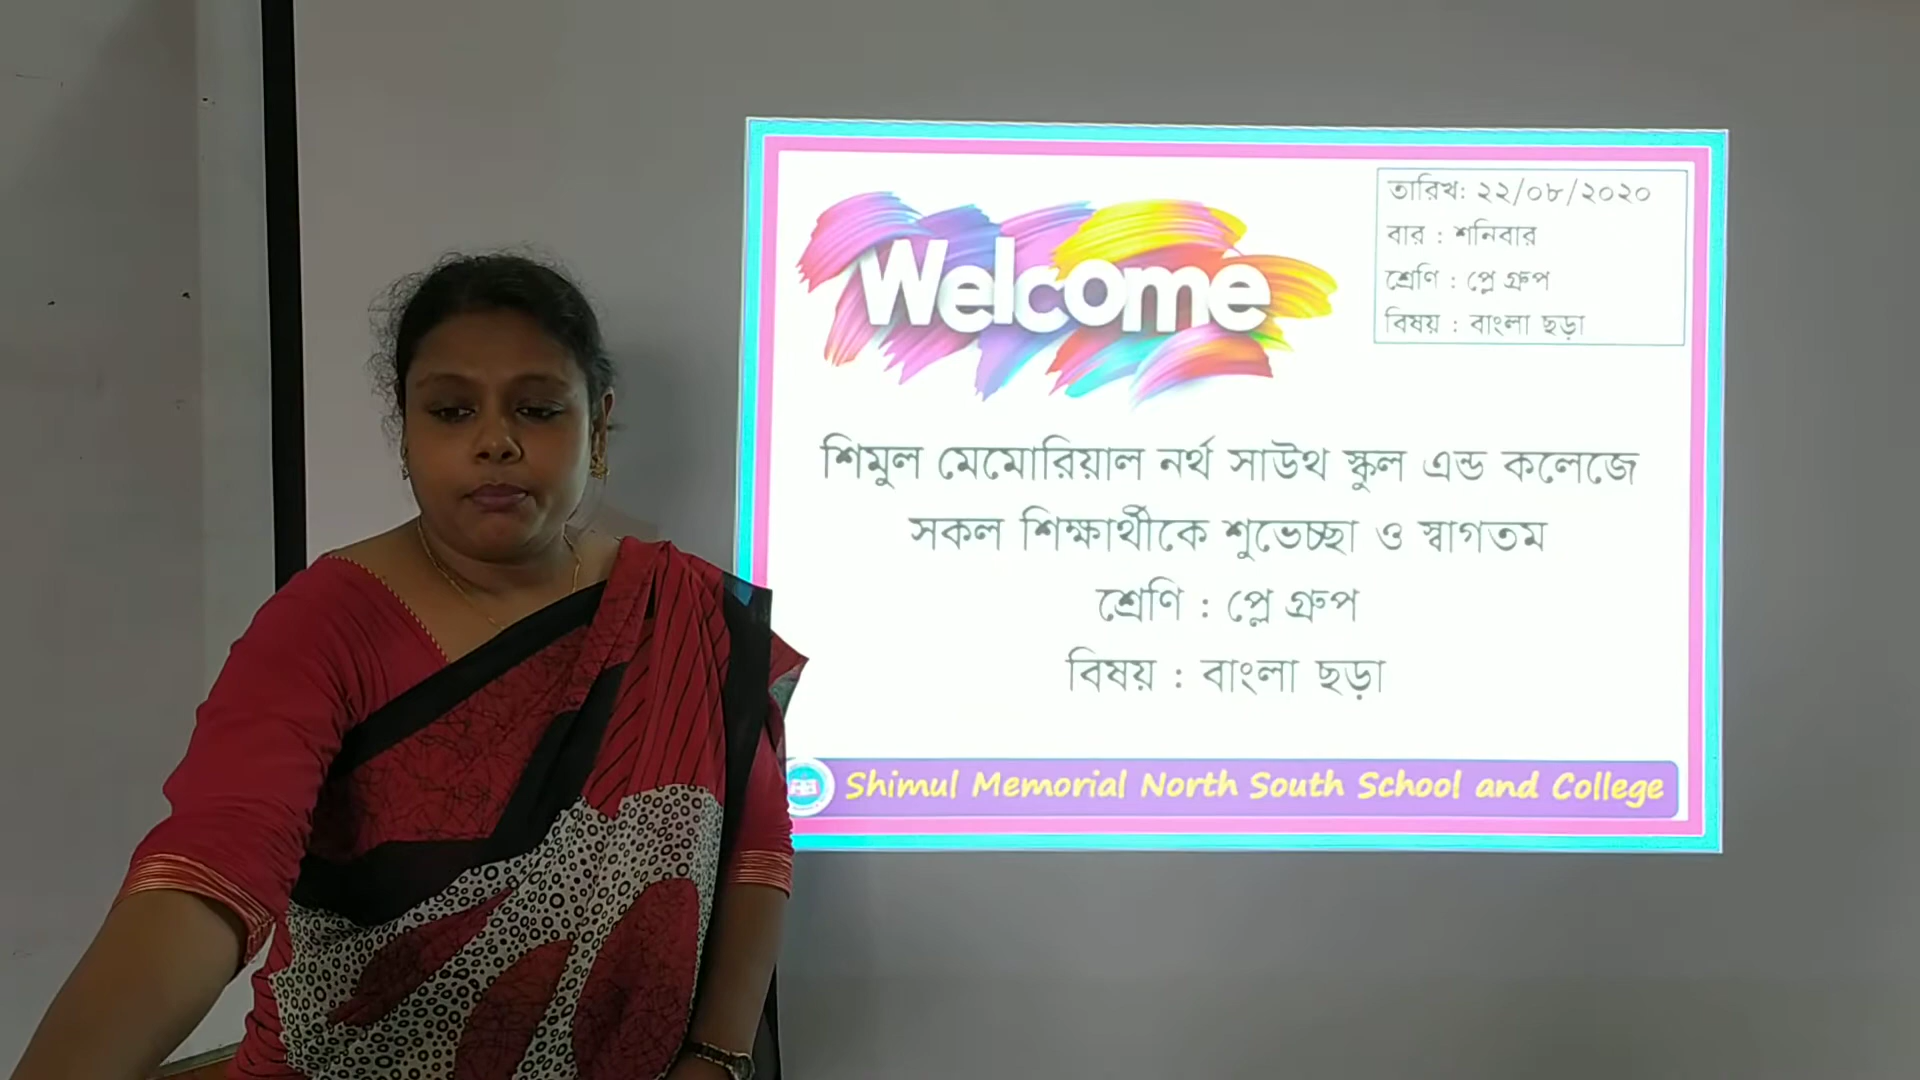 Welcome
তারিখ: ২২/০৮/২০২০
বার : শনিবার
শ্রেণি : প্লে গ্রুপ
বিষয় : বাংলা ছড়া
শিমুল মেমোরিয়াল নর্থ সাউথ স্কুল এন্ড কলেজে
সকল শিক্ষার্থীকে শুভেচ্ছা ও স্বাগতম
শ্রেণি : প্লে গ্রুপ
বিষয় : বাংলা ছড়া
Shimul Memorial North South School and College